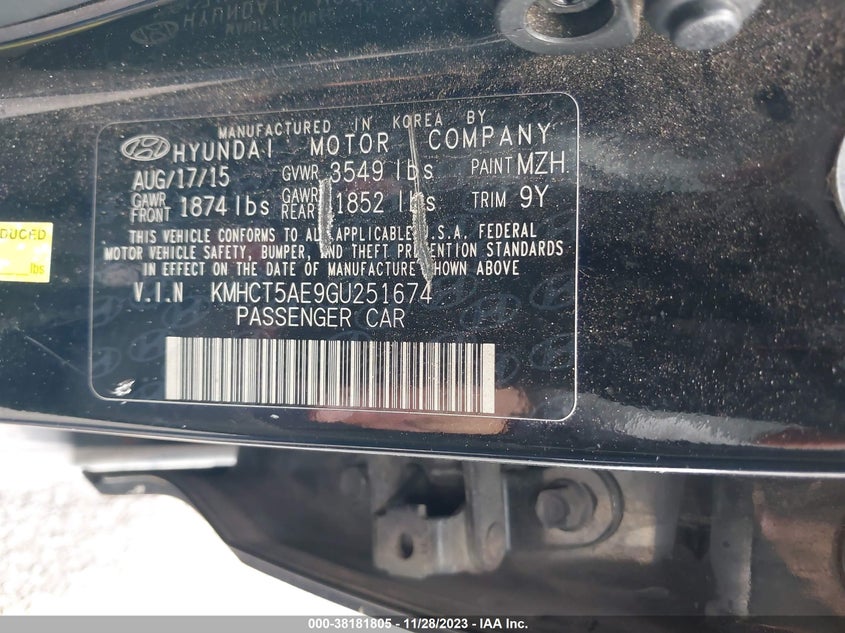 MANUFACTURED IN KOREA BY
HYUNDAI MOTOR COMPANY
AUG/17/15 GVWR 3549 lbs PAINT MZH
GAWR FRONT 1874 lbs GAWR REAR 1852 lbs TRIM 9Y
THIS VEHICLE CONFORMS TO ALL APPLICABLE U.S.A. FEDERAL
MOTOR VEHICLE SAFETY, BUMPER, AND THEFT PREVENTION STANDARDS
IN EFFECT ON THE DATE OF MANUFACTURE SHOWN ABOVE
V.I.N KMHCT5AE9GU251674
PASSENGER CAR
lbs
000-38181805 - 11/28/2023 - IAA Inc.